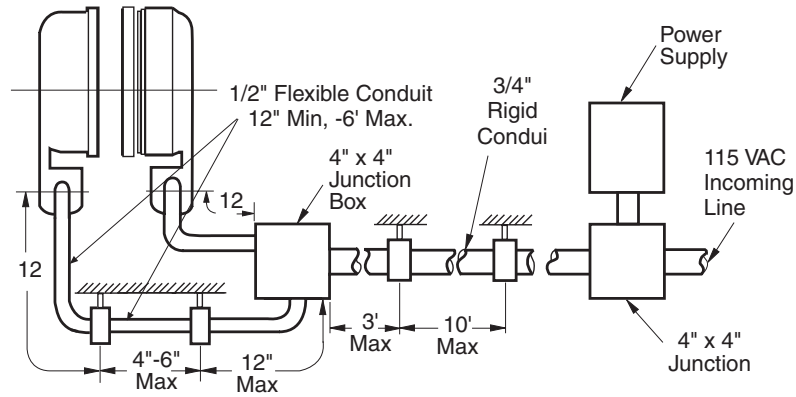 Power
Supply
3/4"
Rigid
Condui
1/2" Flexible Conduit
12" Min, -6' Max.
4" x 4"
Junction
Box
115 VAC
Incoming
Line
12
12
3'
Max
10'
Max
4" x 4"
Junction
4"-6"
Max
12"
Max